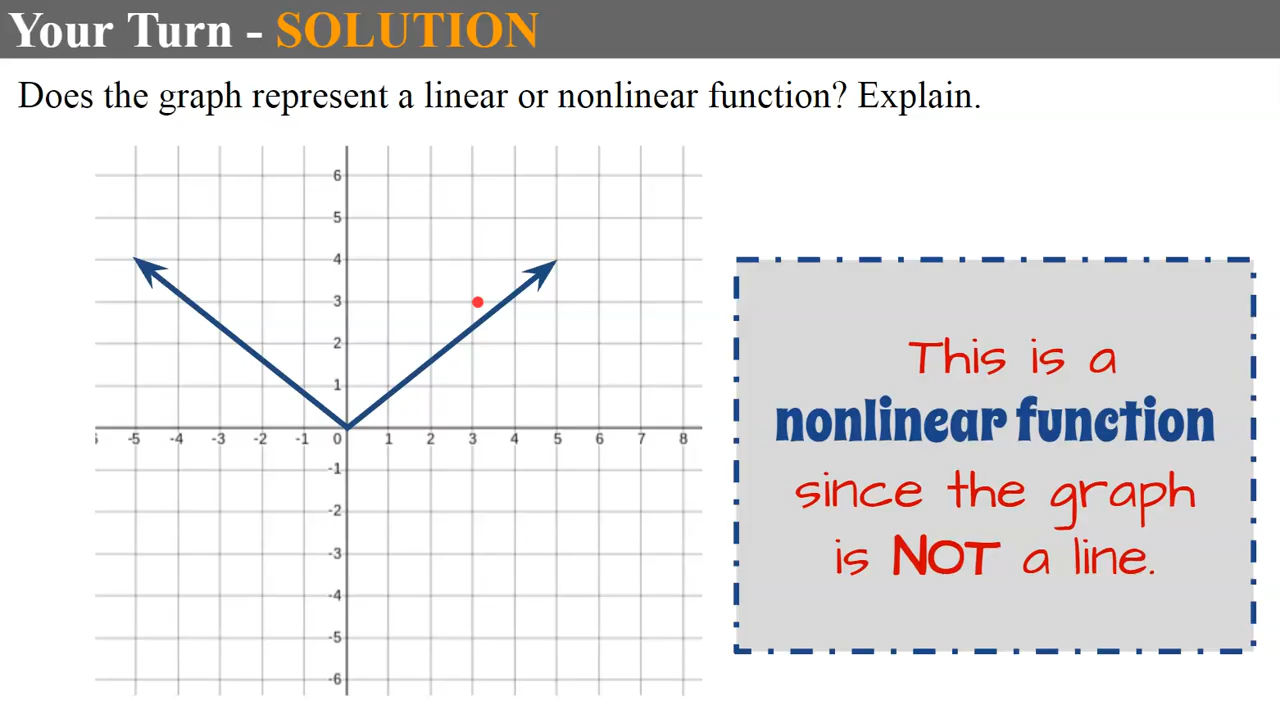 Your Turn - SOLUTION
Does the graph represent a linear or nonlinear function? Explain.
6
5
4
3
2
1
-5 -4 -3 -2 -1 0 1 2 3 4 5 6 7 8
-1
-2
-3
-4
-5
-6
This is a
nonlinear function
since the graph
is NOT a line.